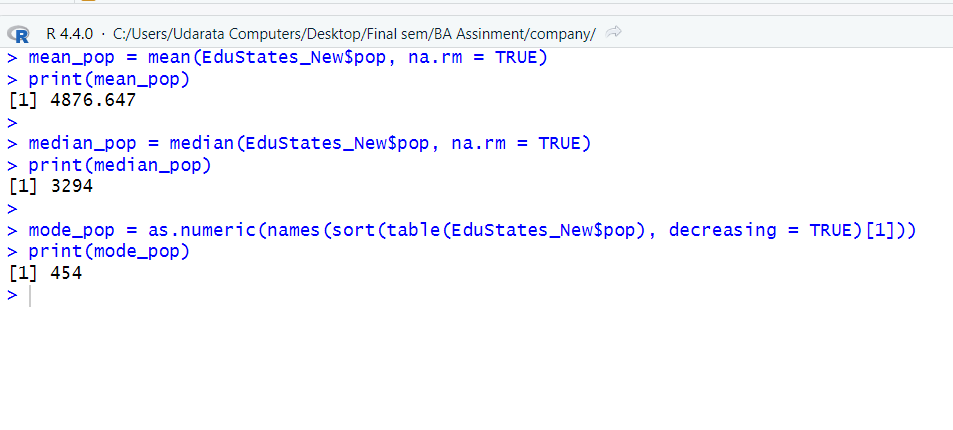 R 4.4.0 · C:/Users/Udarata Computers/Desktop/Final sem/BA Assinment/company/
> mean_pop = mean(EduStates_New$pop, na.rm = TRUE)
> print(mean_pop)
[1] 4876.647
>
> median_pop = median(EduStates_New$pop, na.rm = TRUE)
> print(median_pop)
[1] 3294
>
> mode_pop = as.numeric(names(sort(table(EduStates_New$pop), decreasing = TRUE)[1]))
> print(mode_pop)
[1] 454
>